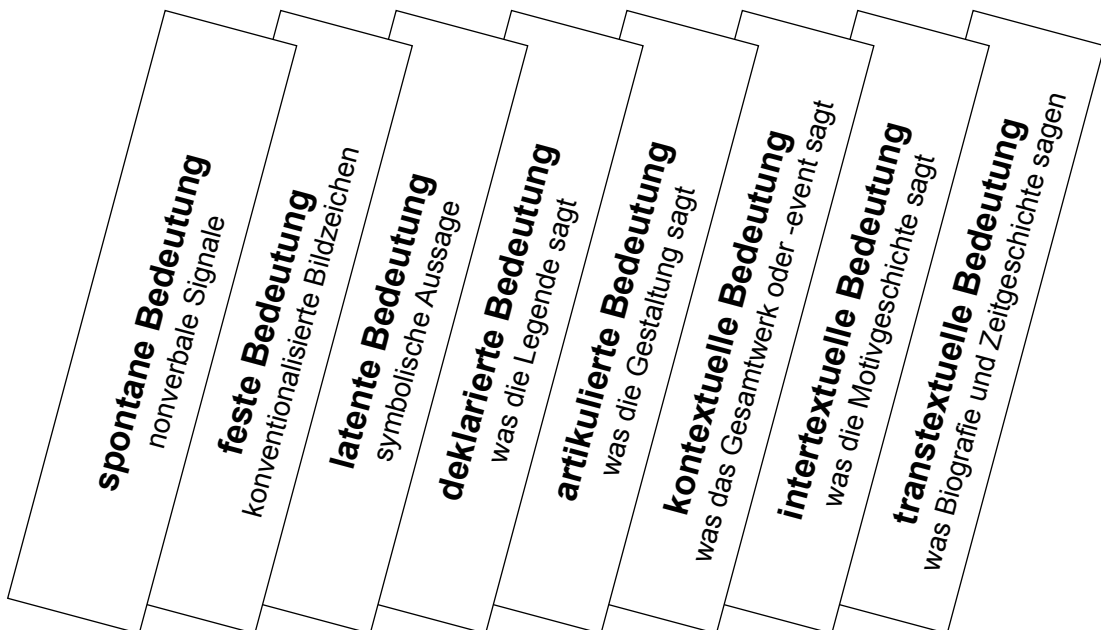 spontane Bedeutung
nonverbale Signale
feste Bedeutung
konventionalisierte Bildzeichen
latente Bedeutung
symbolische Aussage
deklarierte Bedeutung
was die Legende sagt
artikulierte Bedeutung
was die Gestaltung sagt
kontextuelle Bedeutung
was das Gesamtwerk oder -event sagt
intertextuelle Bedeutung
was die Motivgeschichte sagt
transtextuelle Bedeutung
was Biografie und Zeitgeschichte sagen